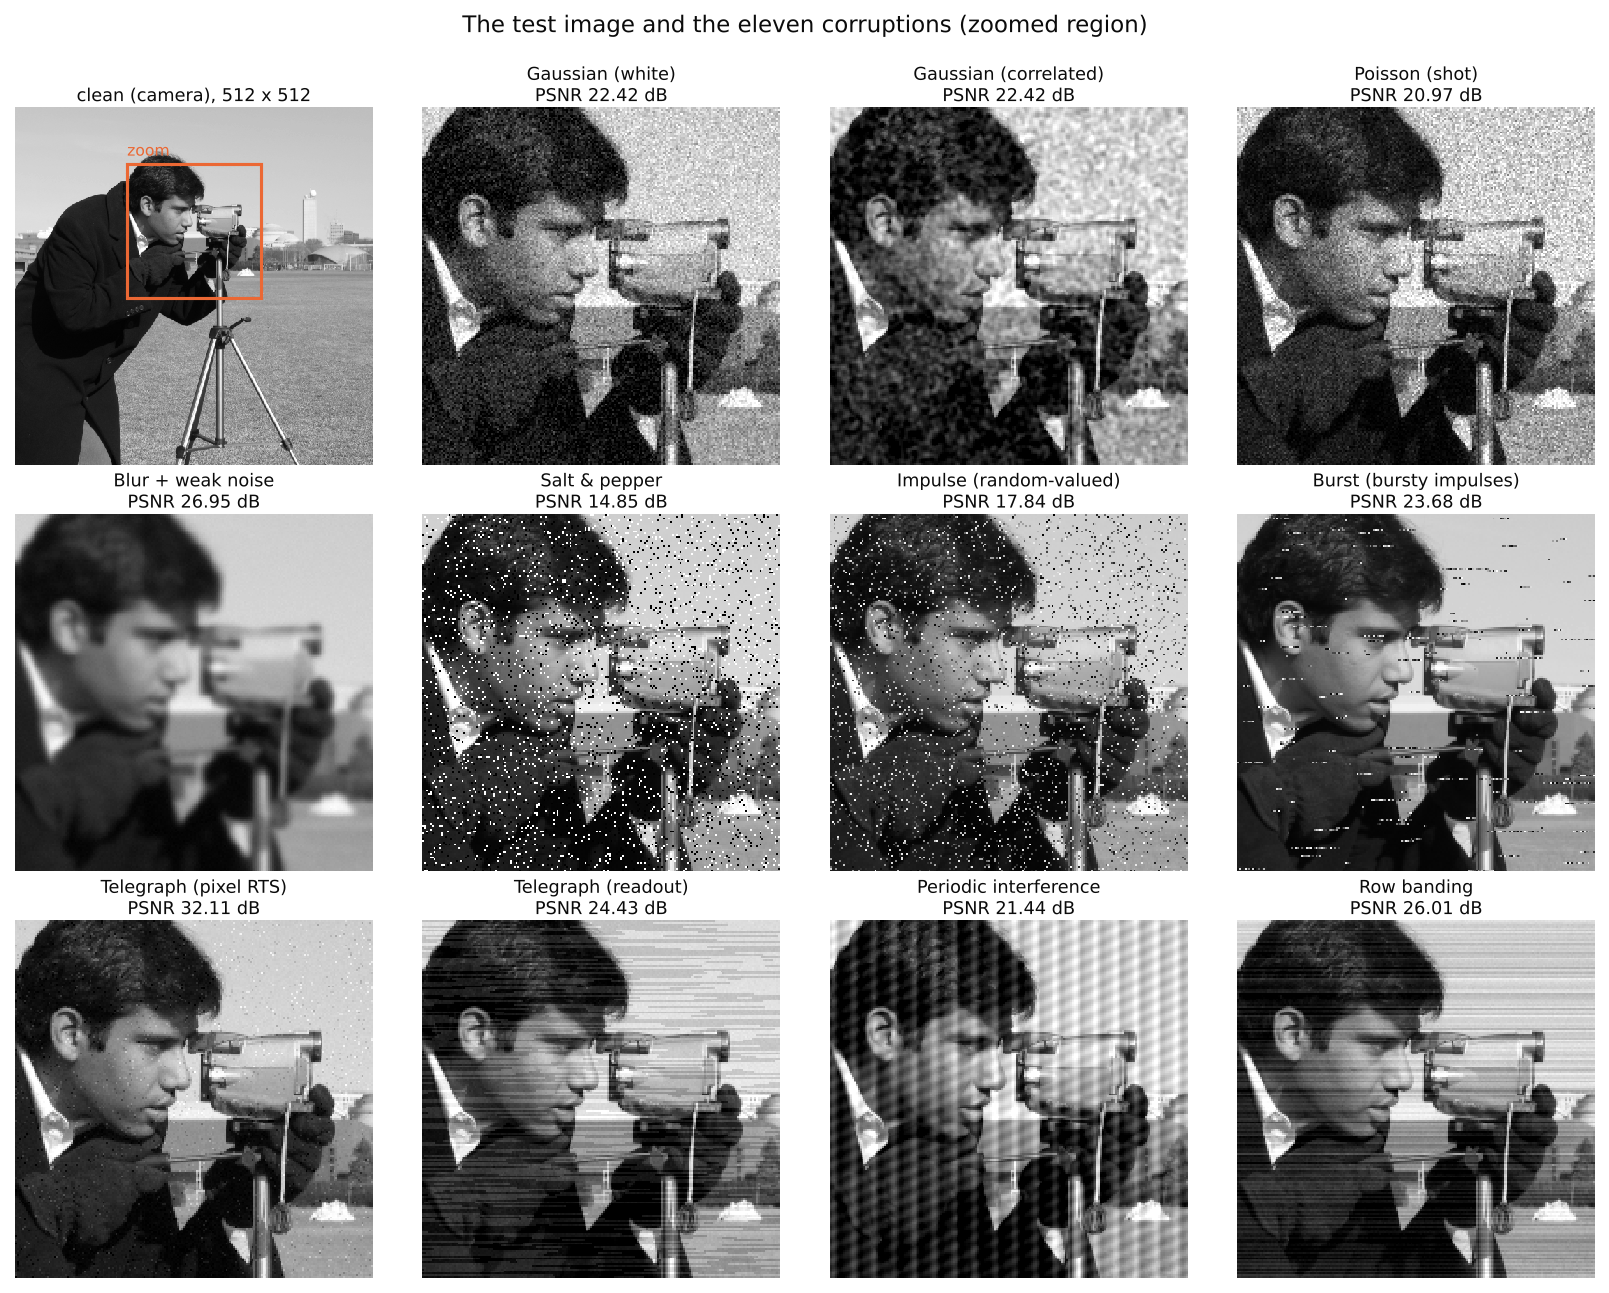 The test image and the eleven corruptions (zoomed region)
clean (camera), 512 x 512
zoom
Gaussian (white)
PSNR 22.42 dB
Gaussian (correlated)
PSNR 22.42 dB
Poisson (shot)
PSNR 20.97 dB
Blur + weak noise
PSNR 26.95 dB
Salt & pepper
PSNR 14.85 dB
Impulse (random-valued)
PSNR 17.84 dB
Burst (bursty impulses)
PSNR 23.68 dB
Telegraph (pixel RTS)
PSNR 32.11 dB
Telegraph (readout)
PSNR 24.43 dB
Periodic interference
PSNR 21.44 dB
Row banding
PSNR 26.01 dB